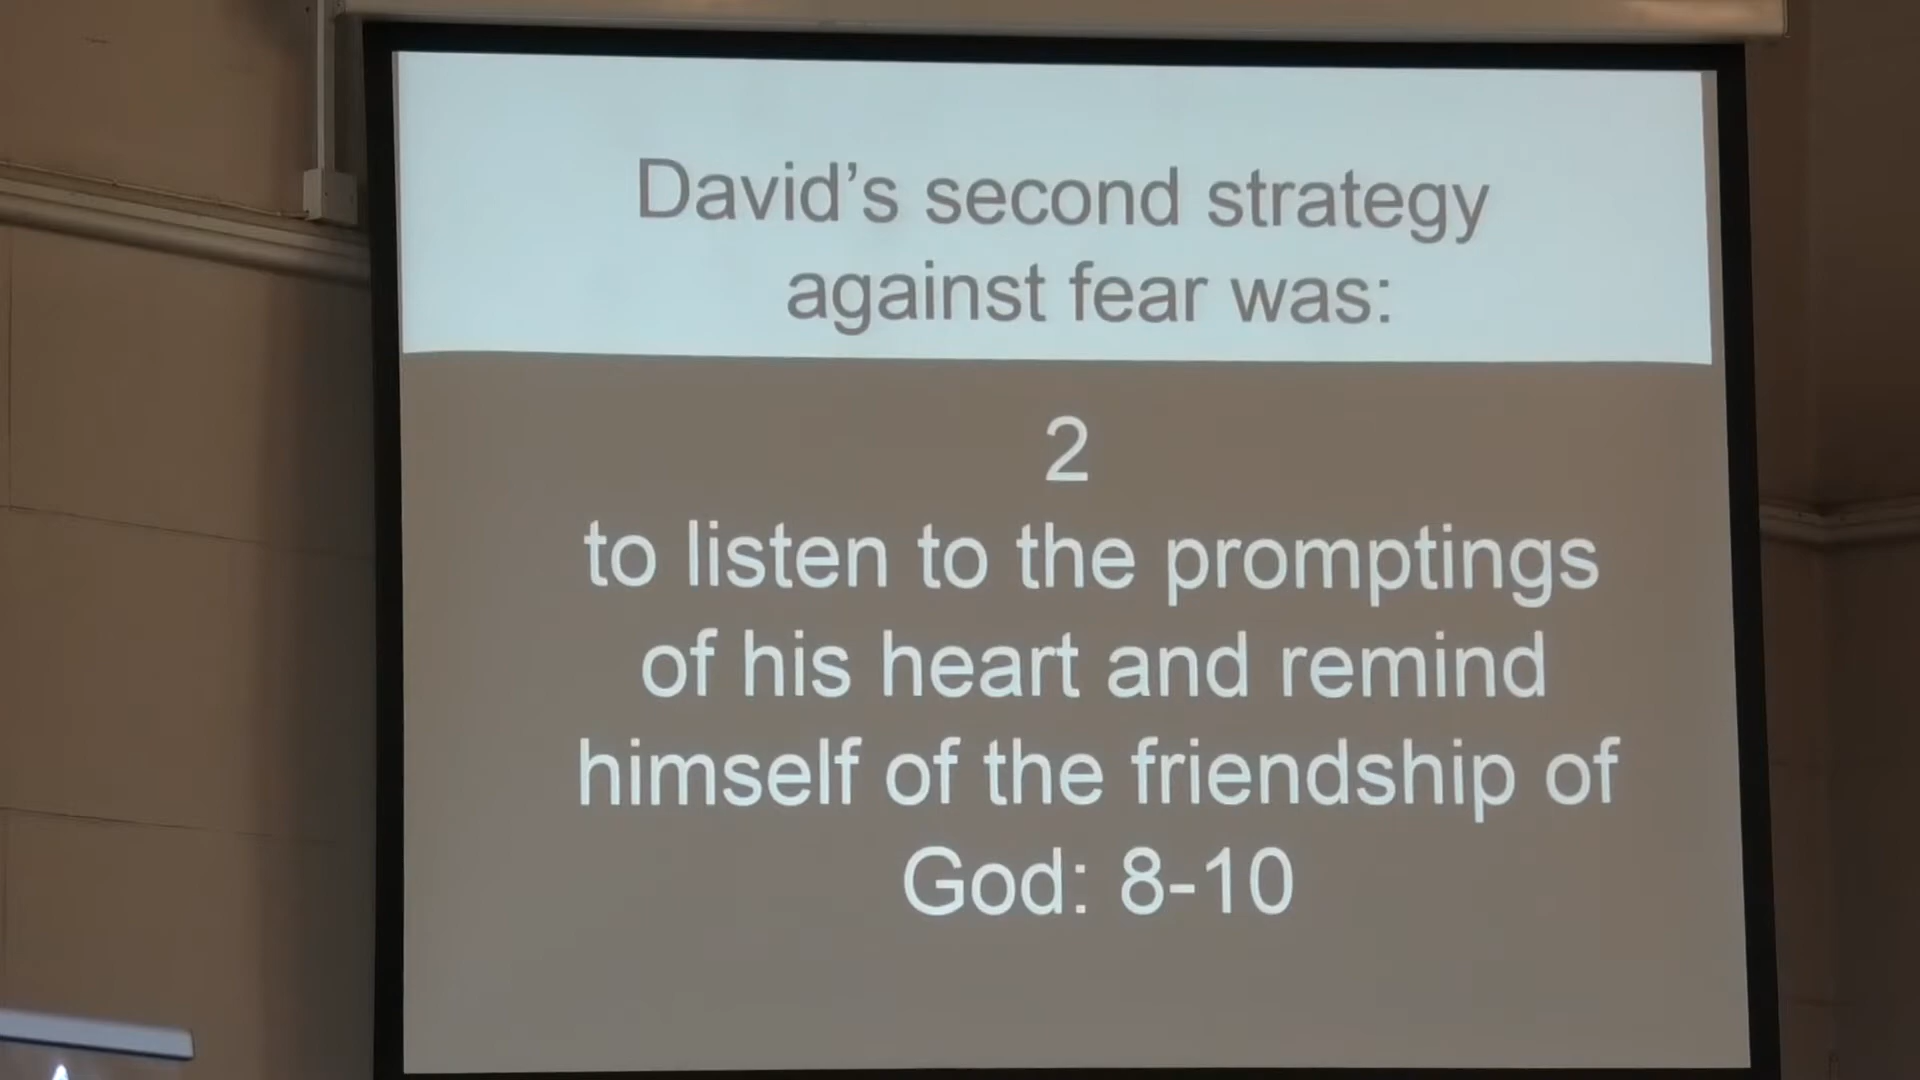 David’s second strategy
against fear was:
2
to listen to the promptings
of his heart and remind
himself of the friendship of
God: 8-10